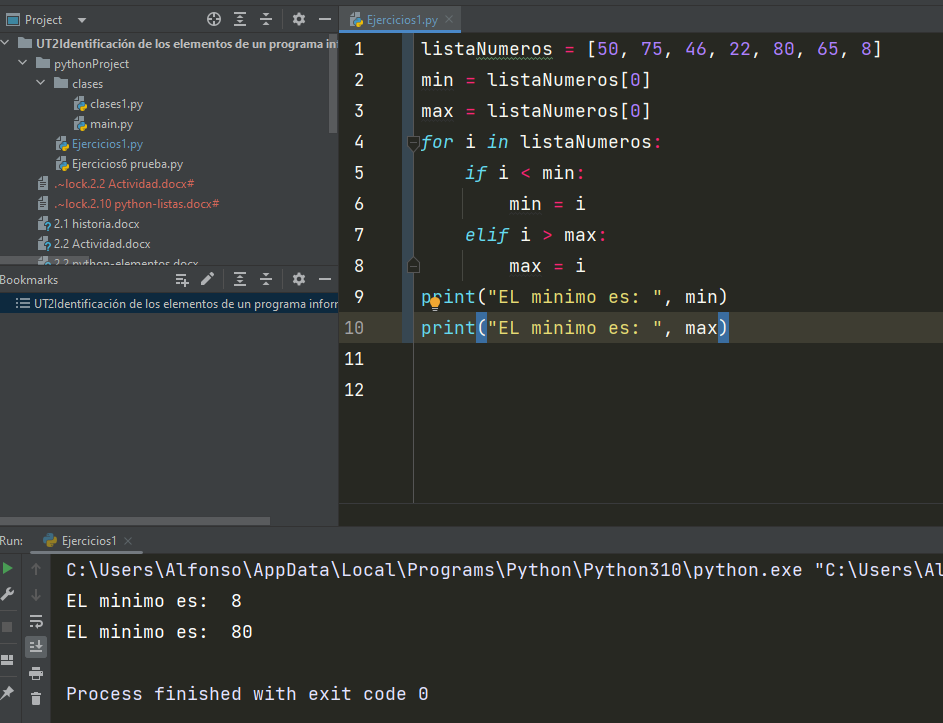 Project
UT2Identificación de los elementos de un programa in
pythonProject
clases
clases1.py
main.py
Ejercicios1.py
Ejercicios6 prueba.py
.~lock.2.2 Actividad.docx#
.~lock.2.10 python-listas.docx#
2.1 historia.docx
2.2 Actividad.docx
2.2 python-elementos.docx
Bookmarks
UT2Identificación de los elementos de un programa inforr
Ejercicios1.py
1 listaNumeros = [50, 75, 46, 22, 80, 65, 8]
2 min = listaNumeros[0]
3 max = listaNumeros[0]
4 for i in listaNumeros:
5 if i < min:
6 min = i
7 elif i > max:
8 max = i
9 print("EL minimo es: ", min)
10 print("EL minimo es: ", max)
11
12
Run: Ejercicios1
C:\Users\Alfonso\AppData\Local\Programs\Python\Python310\python.exe "C:\Users\Al
EL minimo es:  8
EL minimo es:  80
Process finished with exit code 0